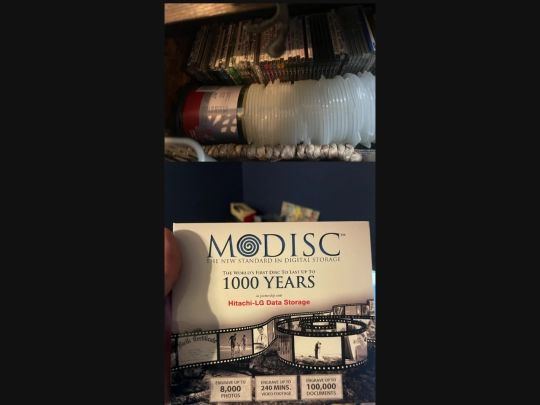 MODISC™
THE NEW STANDARD IN DIGITAL STORAGE
THE WORLD'S FIRST DISC TO LAST UP TO
1000 YEARS
in partnership with
Hitachi-LG Data Storage
ENGRAVE UP TO
8,000
PHOTOS
ENGRAVE UP TO
240 MINS.
VIDEO FOOTAGE
ENGRAVE UP TO
100,000
DOCUMENTS